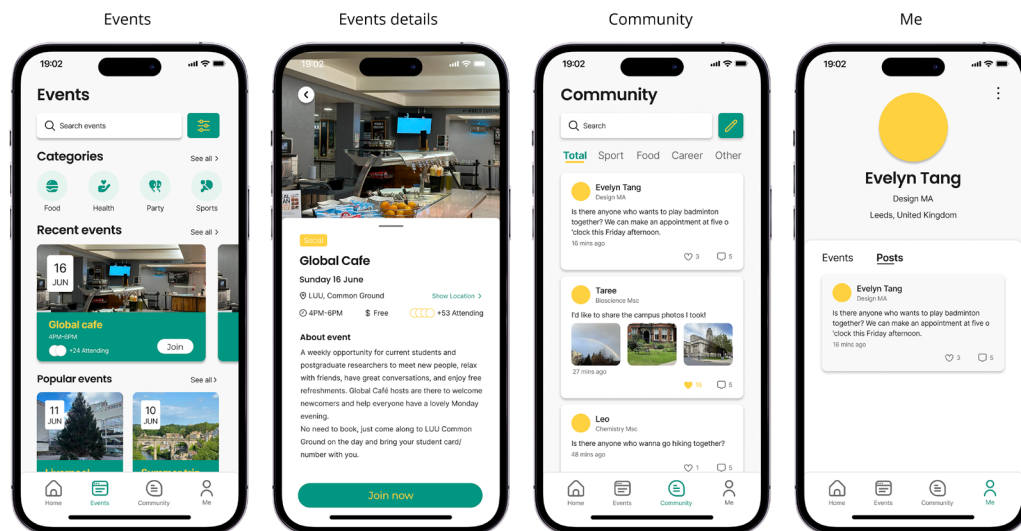 Events
Events details
Community
Me
19:02
Events
Search events
Categories
See all >
Food
Health
Party
Sports
Recent events
See all >
16
JUN
Global cafe
4PM-6PM
+24 Attending
Join
Popular events
See all >
11
JUN
10
JUN
Home
Events
Community
Me
19:02
Social
Global Cafe
Sunday 16 June
LUU, Common Ground
Show Location >
4PM-6PM
$ Free
+53 Attending
About event
A weekly opportunity for current students and
postgraduate researchers to meet new people, relax
with friends, have great conversations, and enjoy free
refreshments. Global Café hosts are there to welcome
newcomers and help everyone have a lovely Monday
evening.
No need to book, just come along to LUU Common
Ground on the day and bring your student card/
number with you.
Join now
19:02
Community
Search
Total
Sport
Food
Career
Other
Evelyn Tang
Design MA
Is there anyone who wants to play badminton
together? We can make an appointment at five o
'clock this Friday afternoon.
16 mins ago
3
5
Taree
Bioscience Msc
I'd like to share the campus photos I took!
27 mins ago
15
5
Leo
Chemistry Msc
Is there anyone who wanna go hiking together?
48 mins ago
1
5
Home
Events
Community
Me
19:02
Evelyn Tang
Design MA
Leeds, United Kingdom
Events
Posts
Evelyn Tang
Design MA
Is there anyone who wants to play badminton
together? We can make an appointment at five o
'clock this Friday afternoon.
16 mins ago
3
5
Home
Events
Community
Me